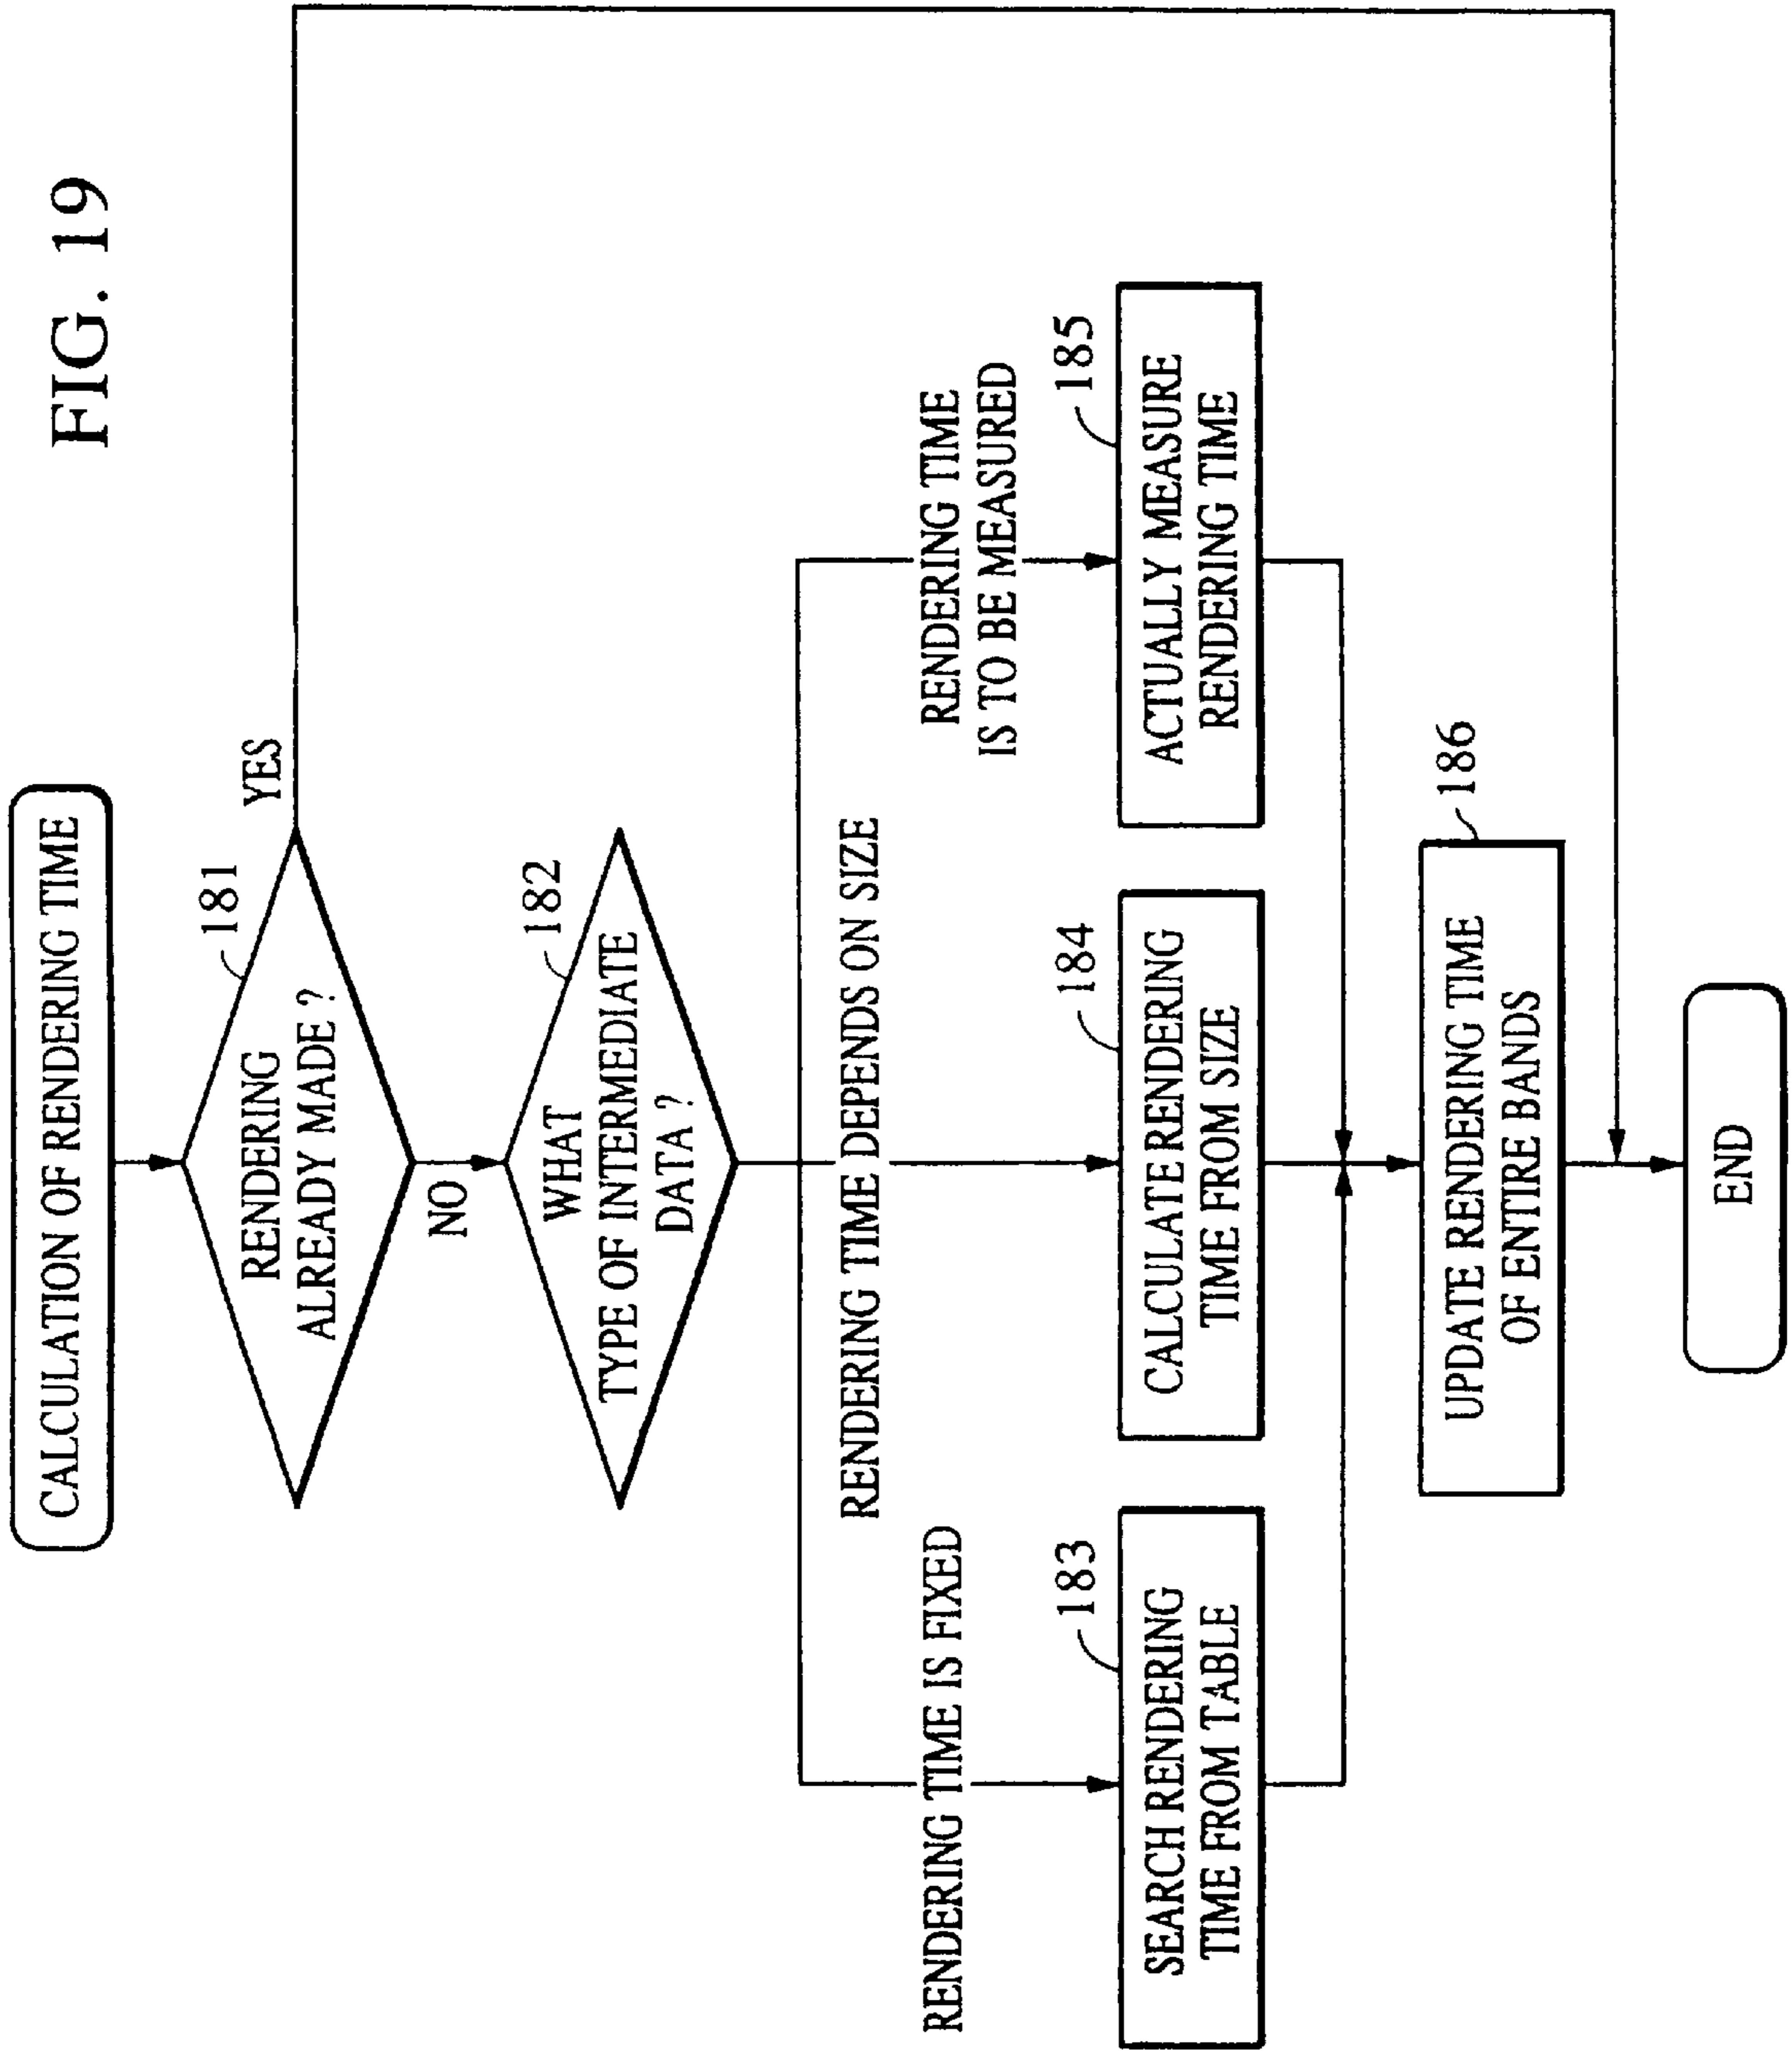 FIG. 19
CALCULATION OF RENDERING TIME
181
RENDERING
ALREADY MADE ?
YES
NO
182
WHAT
TYPE OF INTERMEDIATE
DATA ?
RENDERING TIME IS FIXED
RENDERING TIME DEPENDS ON SIZE
RENDERING TIME
IS TO BE MEASURED
183
SEARCH RENDERING
TIME FROM TABLE
184
CALCULATE RENDERING
TIME FROM SIZE
185
ACTUALLY MEASURE
RENDERING TIME
186
UPDATE RENDERING TIME
OF ENTIRE BANDS
END